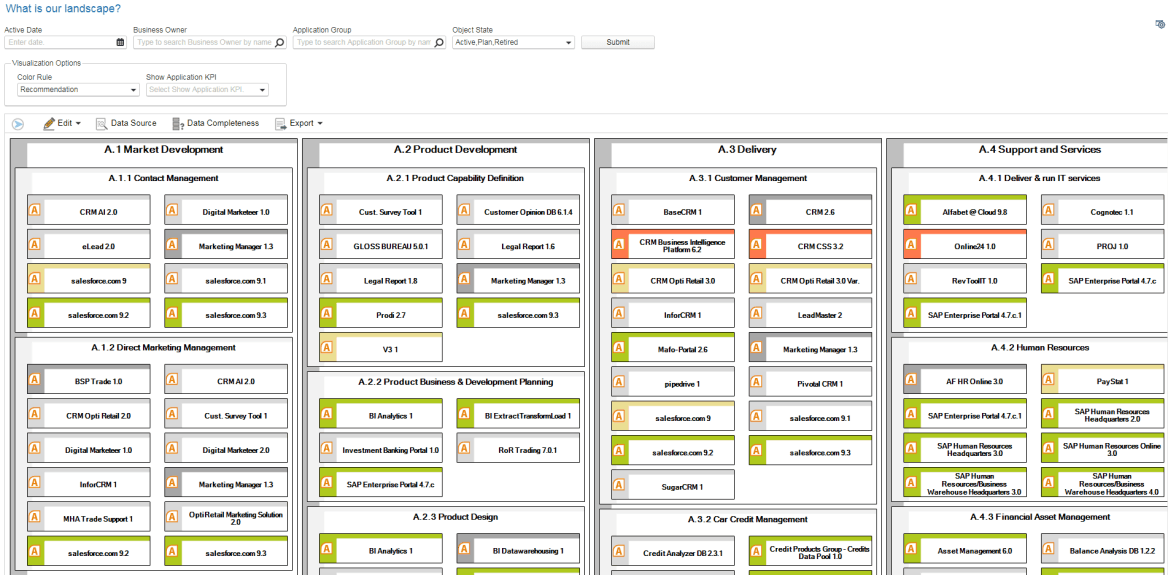 What is our landscape?
Active Date
Business Owner
Application Group
Object State
Enter date.
Type to search Business Owner by name
Type to search Application Group by nam
Active,Plan,Retired
Submit
Visualization Options
Color Rule
Show Application KPI
Recommendation
Select Show Application KPI.
Edit
Data Source
Data Completeness
Export
A.1 Market Development
A.1.1 Contact Management
CRM AI 2.0
Digital Marketeer 1.0
eLead 2.0
Marketing Manager 1.3
salesforce.com 9
salesforce.com 9.1
salesforce.com 9.2
salesforce.com 9.3
A.1.2 Direct Marketing Management
BSP Trade 1.0
CRM AI 2.0
CRM Opti Retail 2.0
Cust. Survey Tool 1
Digital Marketeer 1.0
Digital Marketeer 2.0
InforCRM 1
Marketing Manager 1.3
MHA Trade Support 1
OptiRetail Marketing Solution
2.0
salesforce.com 9.2
salesforce.com 9.3
A.2 Product Development
A.2.1 Product Capability Definition
Cust. Survey Tool 1
Customer Opinion DB 6.1.4
GLOSS BUREAU 5.0.1
Legal Report 1.6
Legal Report 1.8
Marketing Manager 1.3
Prodi 2.7
salesforce.com 9.3
V3 1
A.2.2 Product Business & Development Planning
BI Analytics 1
BI ExtractTransformLoad 1
Investment Banking Portal 1.0
RoR Trading 7.0.1
SAP Enterprise Portal 4.7.c
A.2.3 Product Design
BI Analytics 1
BI Datawarehousing 1
A.3 Delivery
A.3.1 Customer Management
BaseCRM 1
CRM 2.6
CRM Business Intelligence
Platform 6.2
CRM CSS 3.2
CRM Opti Retail 3.0
CRM Opti Retail 3.0 Var.
InforCRM 1
LeadMaster 2
Mafo-Portal 2.6
Marketing Manager 1.3
pipedrive 1
Pivotal CRM 1
salesforce.com 9
salesforce.com 9.1
salesforce.com 9.2
salesforce.com 9.3
SugarCRM 1
A.3.2 Car Credit Management
Credit Analyzer DB 2.3.1
Credit Products Group - Credits
Data Pool 1.0
A.4 Support and Services
A.4.1 Deliver & run IT services
Alfabet @ Cloud 9.8
Cognotec 1.1
Online24 1.0
PROJ 1.0
RevToolIT 1.0
SAP Enterprise Portal 4.7.c
SAP Enterprise Portal 4.7.c.1
A.4.2 Human Resources
AF HR Online 3.0
PayStat 1
SAP Enterprise Portal 4.7.c.1
SAP Human Resources
Headquarters 2.0
SAP Human Resources
Headquarters 3.0
SAP Human Resources Online
3.0
SAP Human
Resources/Business
Warehouse Headquarters 3.0
SAP Human
Resources/Business
Warehouse Headquarters 4.0
A.4.3 Financial Asset Management
Asset Management 6.0
Balance Analysis DB 1.2.2